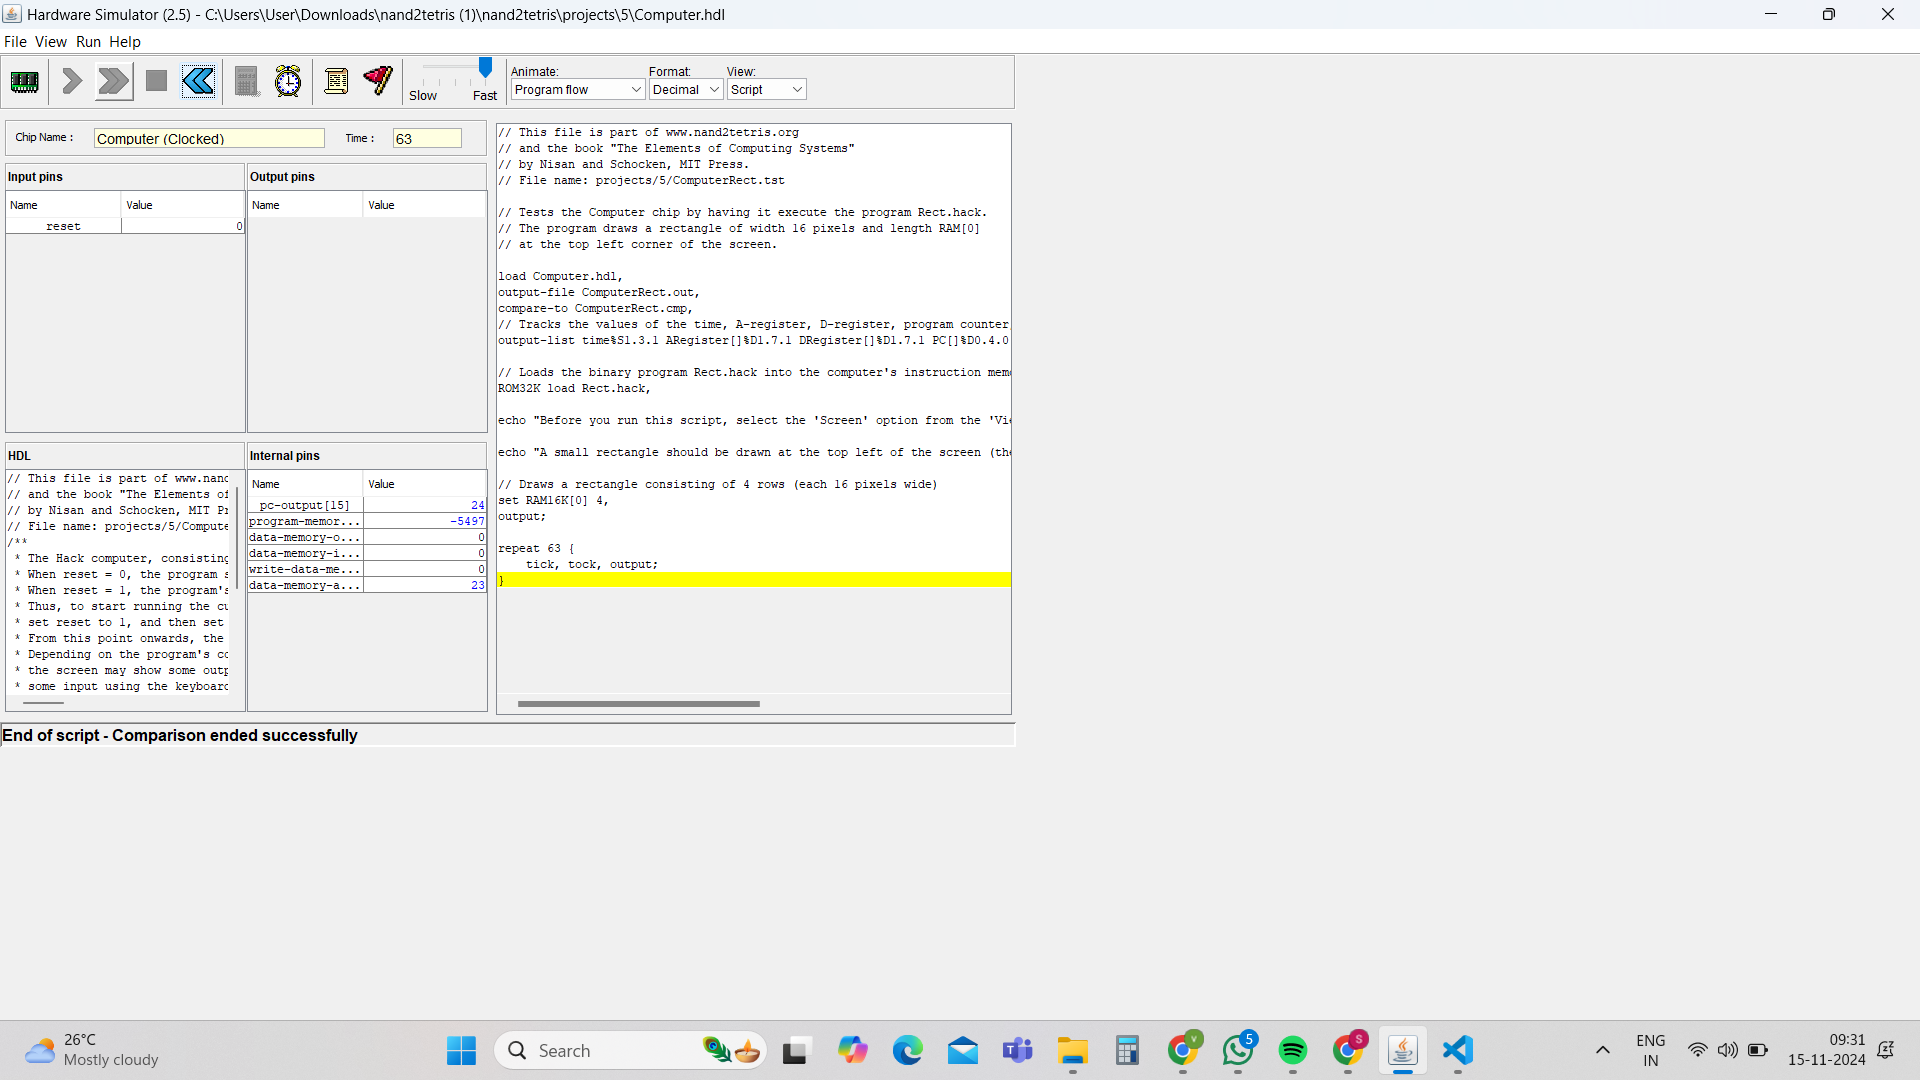 Hardware Simulator (2.5) - C:\Users\User\Downloads\nand2tetris (1)\nand2tetris\projects\5\Computer.hdl
File View Run Help
Animate: Format: View:
Slow Fast Program flow Decimal Script
Chip Name : Computer (Clocked) Time : 63
Input pins
Name Value
reset 0
Output pins
Name Value
HDL
// This file is part of www.nand
// and the book "The Elements of
// by Nisan and Schocken, MIT Pr
// File name: projects/5/Compute
/**
* The Hack computer, consisting
* When reset = 0, the program s
* When reset = 1, the program's
* Thus, to start running the cu
* set reset to 1, and then set
* From this point onwards, the
* Depending on the program's co
* the screen may show some outp
* some input using the keyboard
Internal pins
Name Value
pc-output[15] 24
program-memor... -5497
data-memory-o... 0
data-memory-i... 0
write-data-me... 0
data-memory-a... 23
// This file is part of www.nand2tetris.org
// and the book "The Elements of Computing Systems"
// by Nisan and Schocken, MIT Press.
// File name: projects/5/ComputerRect.tst
// Tests the Computer chip by having it execute the program Rect.hack.
// The program draws a rectangle of width 16 pixels and length RAM[0]
// at the top left corner of the screen.
load Computer.hdl,
output-file ComputerRect.out,
compare-to ComputerRect.cmp,
// Tracks the values of the time, A-register, D-register, program counter,
output-list time%S1.3.1 ARegister[]%D1.7.1 DRegister[]%D1.7.1 PC[]%D0.4.0
// Loads the binary program Rect.hack into the computer's instruction mem
ROM32K load Rect.hack,
echo "Before you run this script, select the 'Screen' option from the 'Vie
echo "A small rectangle should be drawn at the top left of the screen (the
// Draws a rectangle consisting of 4 rows (each 16 pixels wide)
set RAM16K[0] 4,
output;
repeat 63 {
tick, tock, output;
}
End of script - Comparison ended successfully
26°C
Mostly cloudy
Search
V
5
S
ENG
IN
09:31
15-11-2024